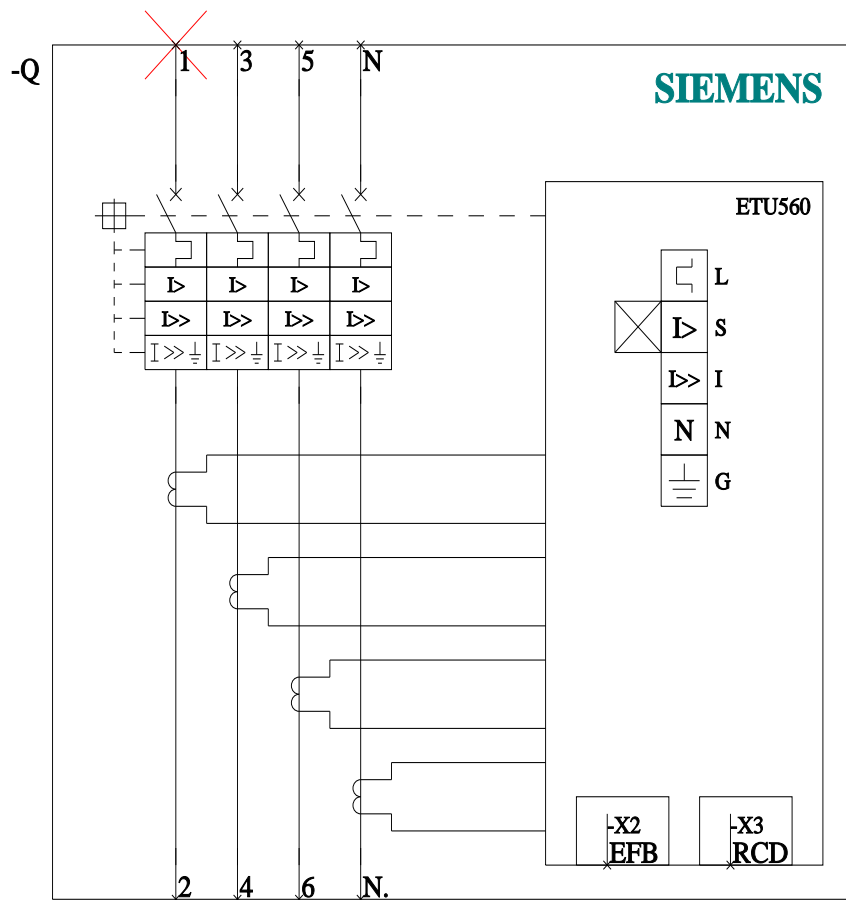 1 3 5 N
-Q
SIEMENS
ETU560
L
I> I> I> I>
I> S
I>> I>> I>> I>>
I>> I>> I>> I>>
I>> I
N N
G
-X2 -X3
EFB RCD
2 4 6 N.